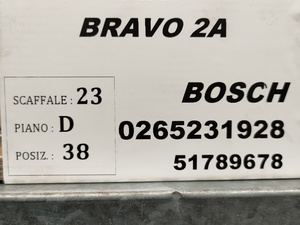 BRAVO 2A
SCAFFALE : 23
PIANO : D
POSIZ. : 38
BOSCH
0265231928
51789678